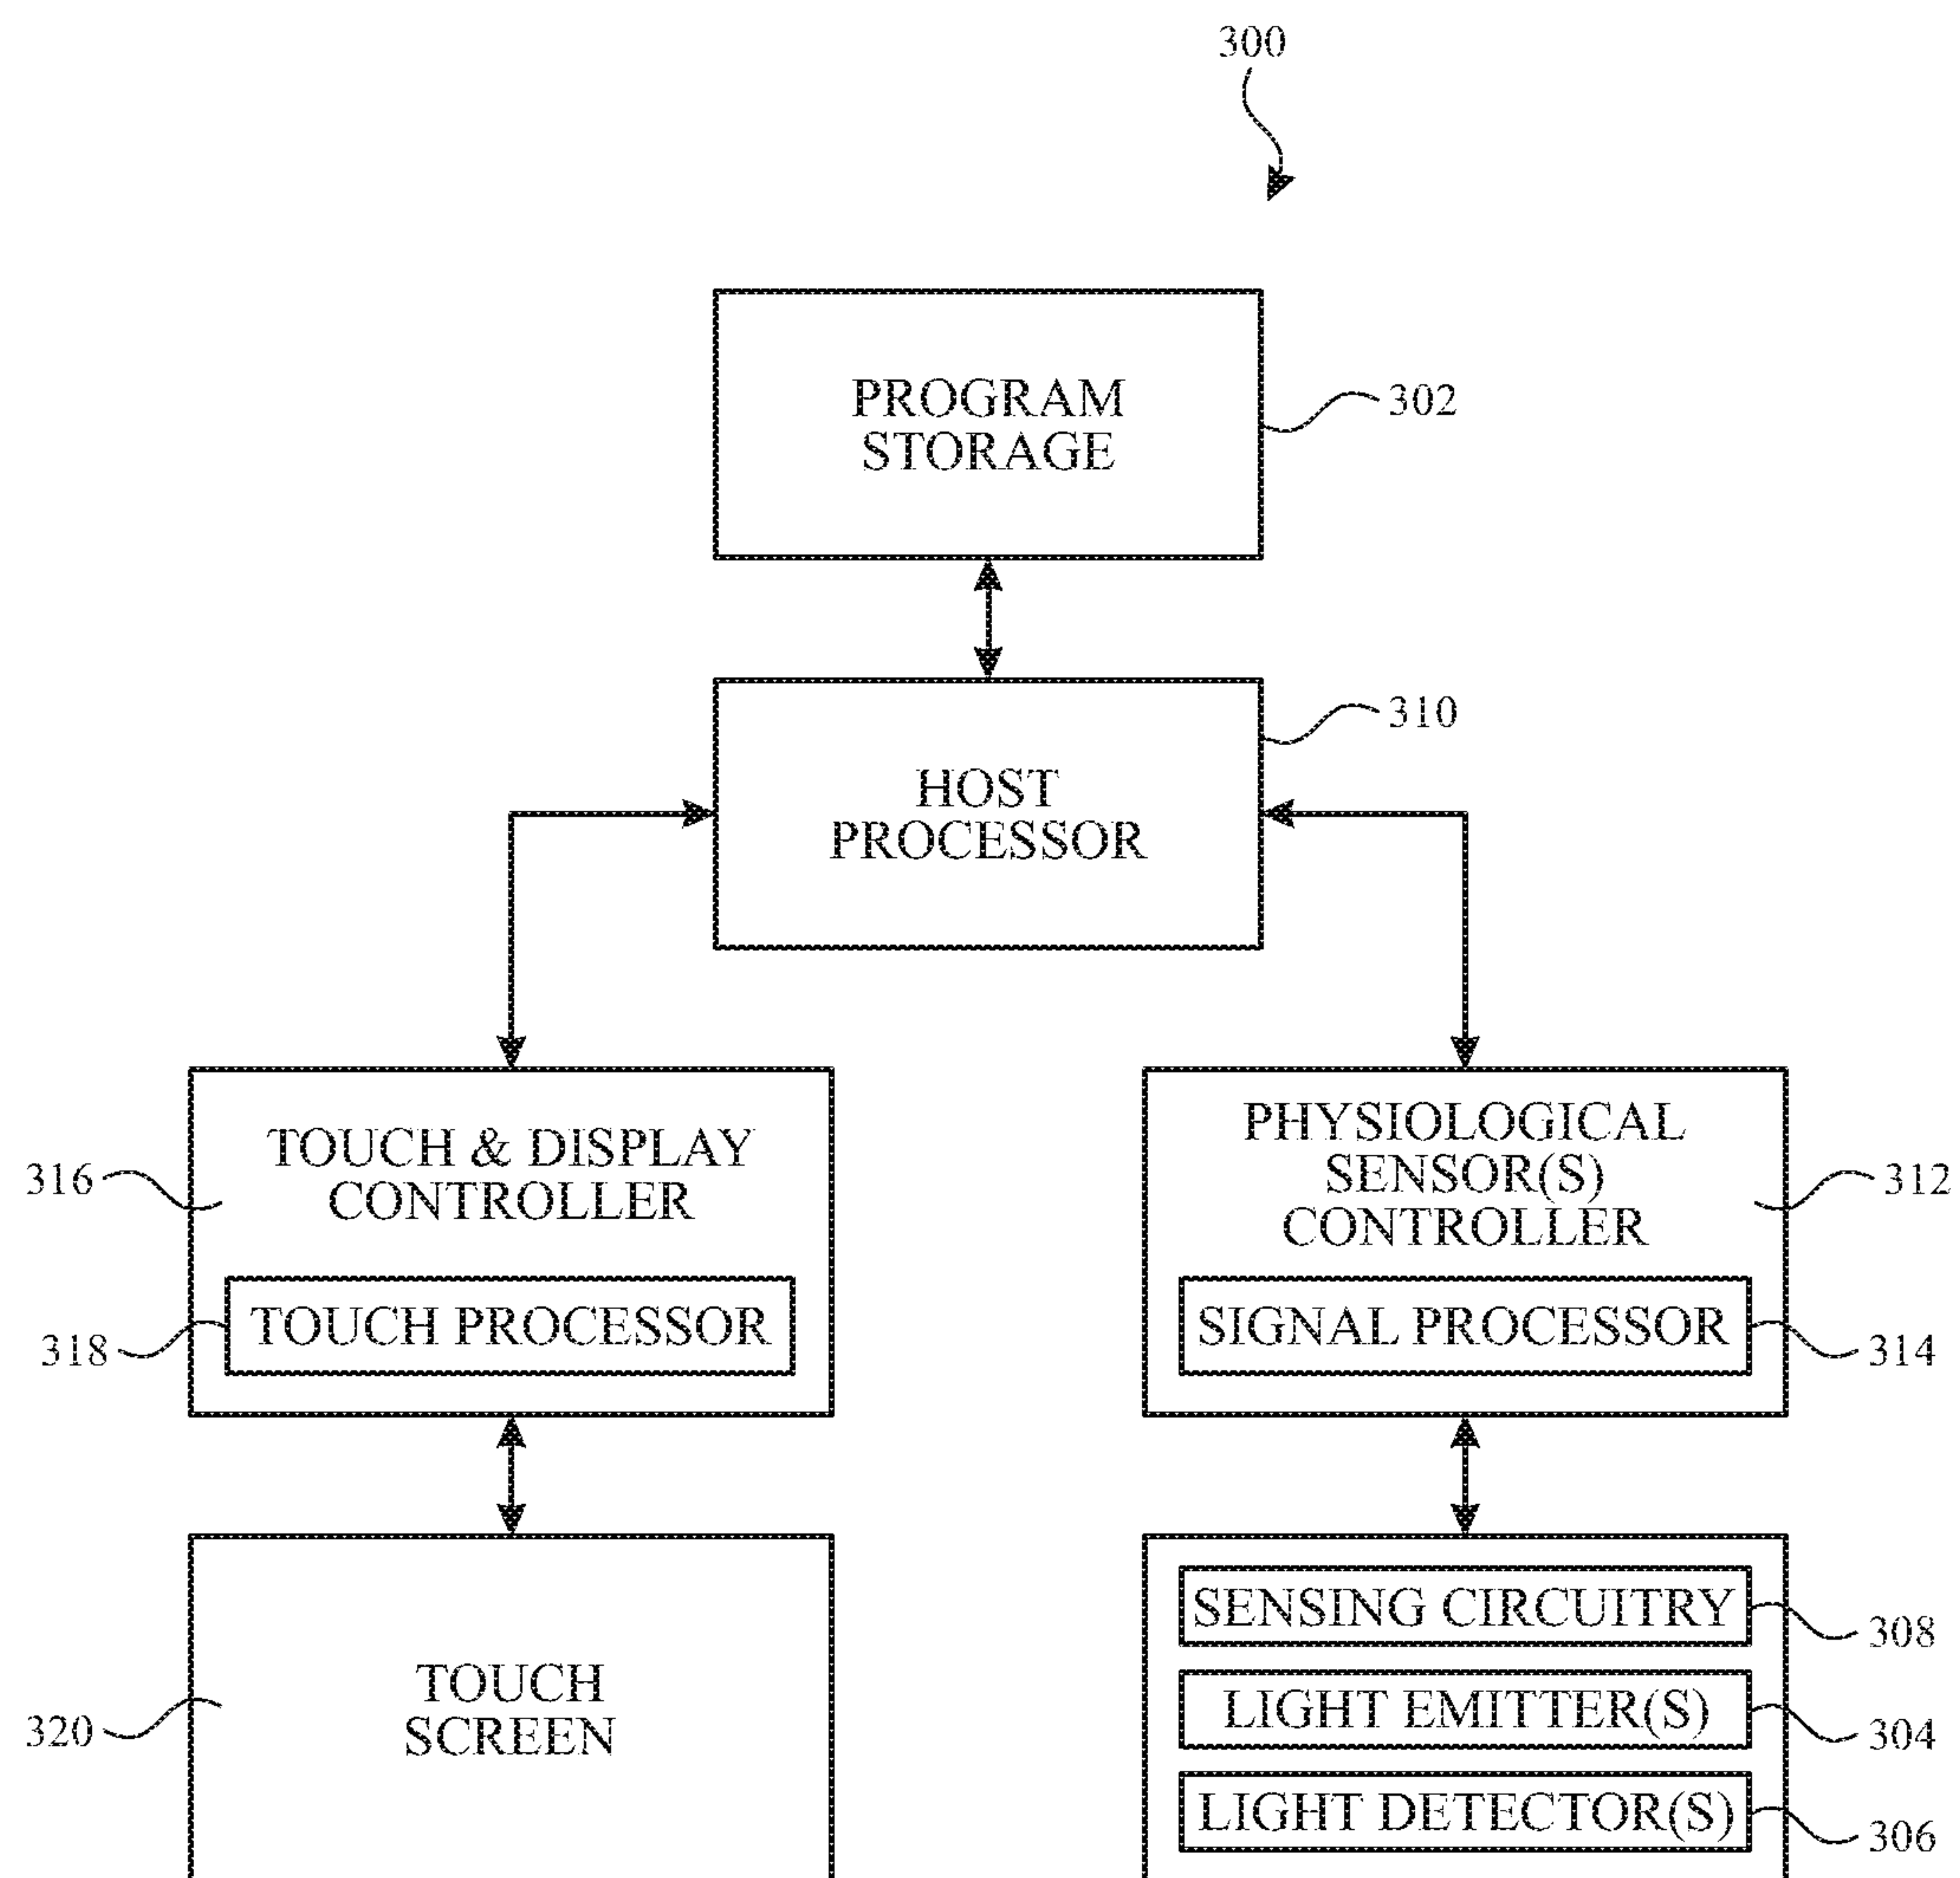 300
PROGRAM
STORAGE
302
HOST
PROCESSOR
310
TOUCH & DISPLAY
CONTROLLER
316
TOUCH PROCESSOR
318
PHYSIOLOGICAL
SENSOR(S)
CONTROLLER
312
SIGNAL PROCESSOR
314
TOUCH
SCREEN
320
SENSING CIRCUITRY
308
LIGHT EMITTER(S)
304
LIGHT DETECTOR(S)
306